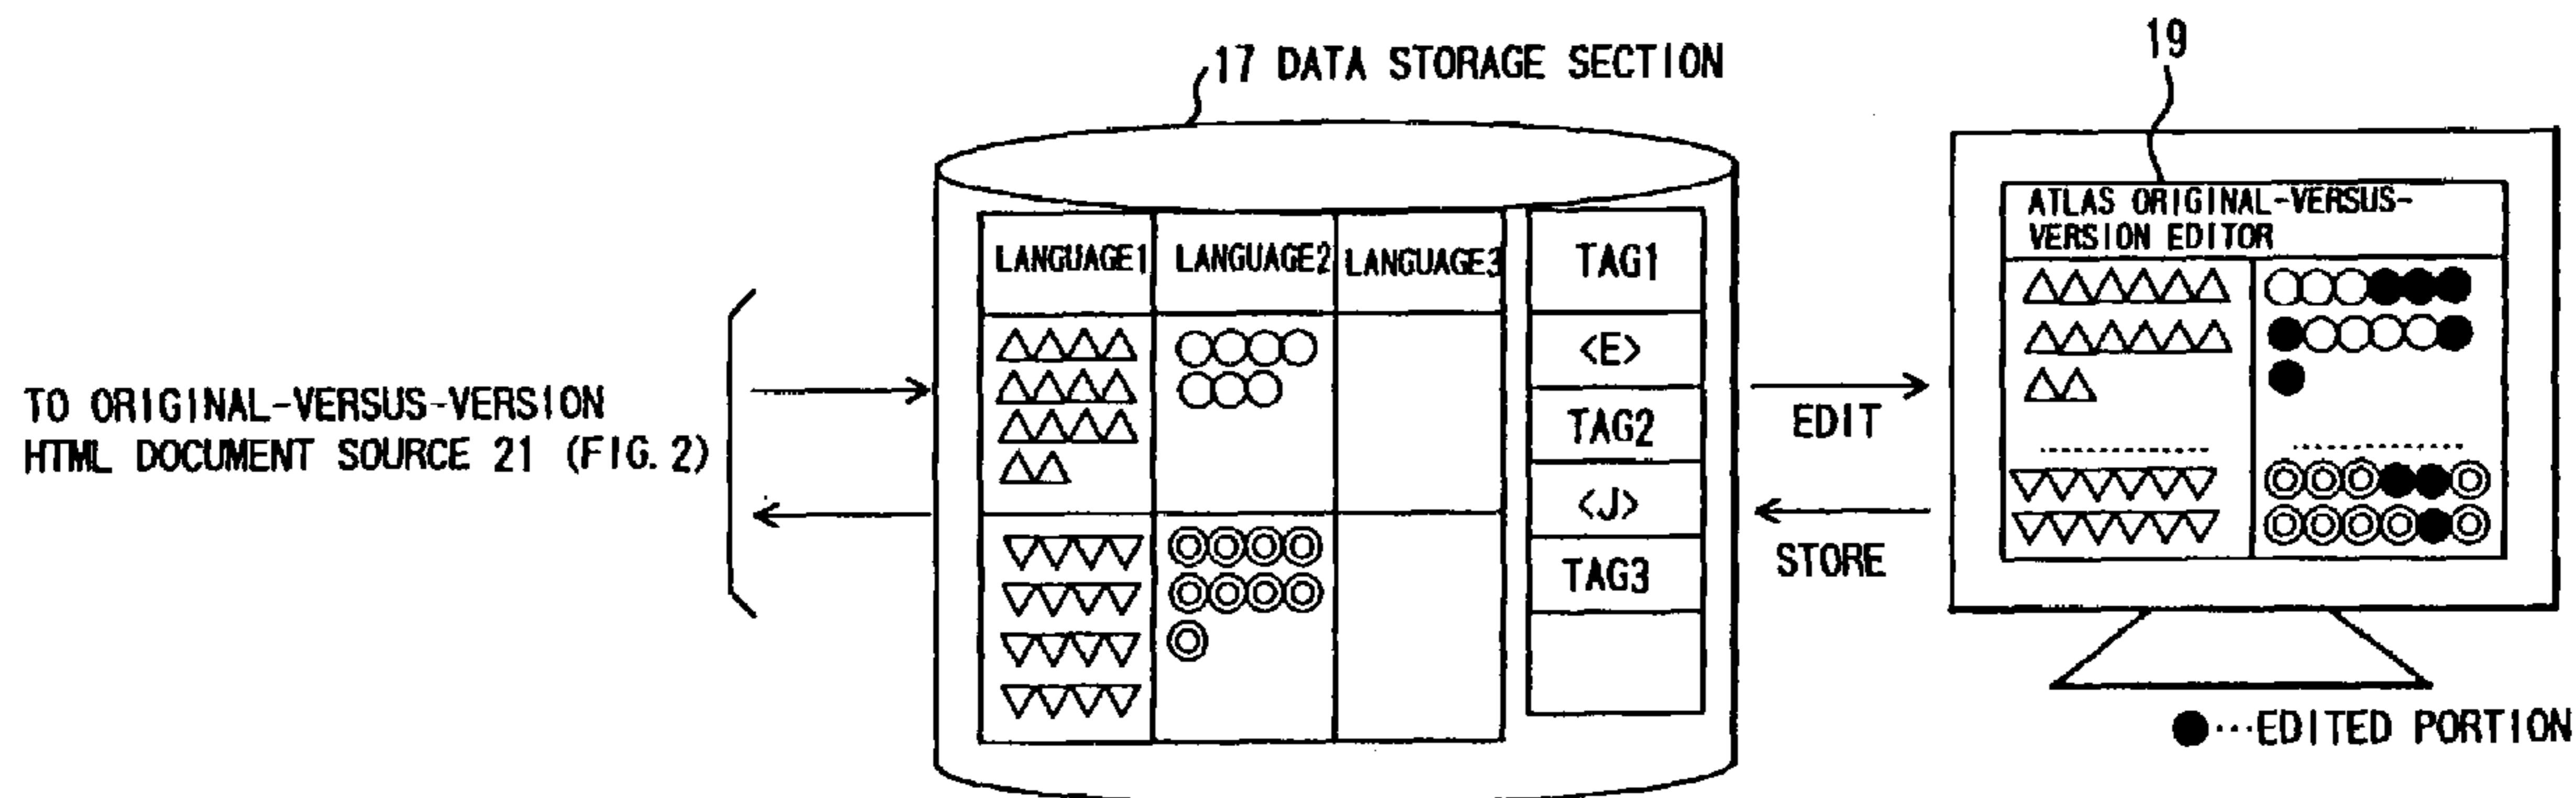 17 DATA STORAGE SECTION
19
TO ORIGINAL-VERSUS-VERSION
HTML DOCUMENT SOURCE 21 (FIG. 2)
LANGUAGE1 LANGUAGE2 LANGUAGE3
TAG1
<E>
TAG2
<J>
TAG3
EDIT
STORE
ATLAS ORIGINAL-VERSUS-
VERSION EDITOR
●···EDITED PORTION